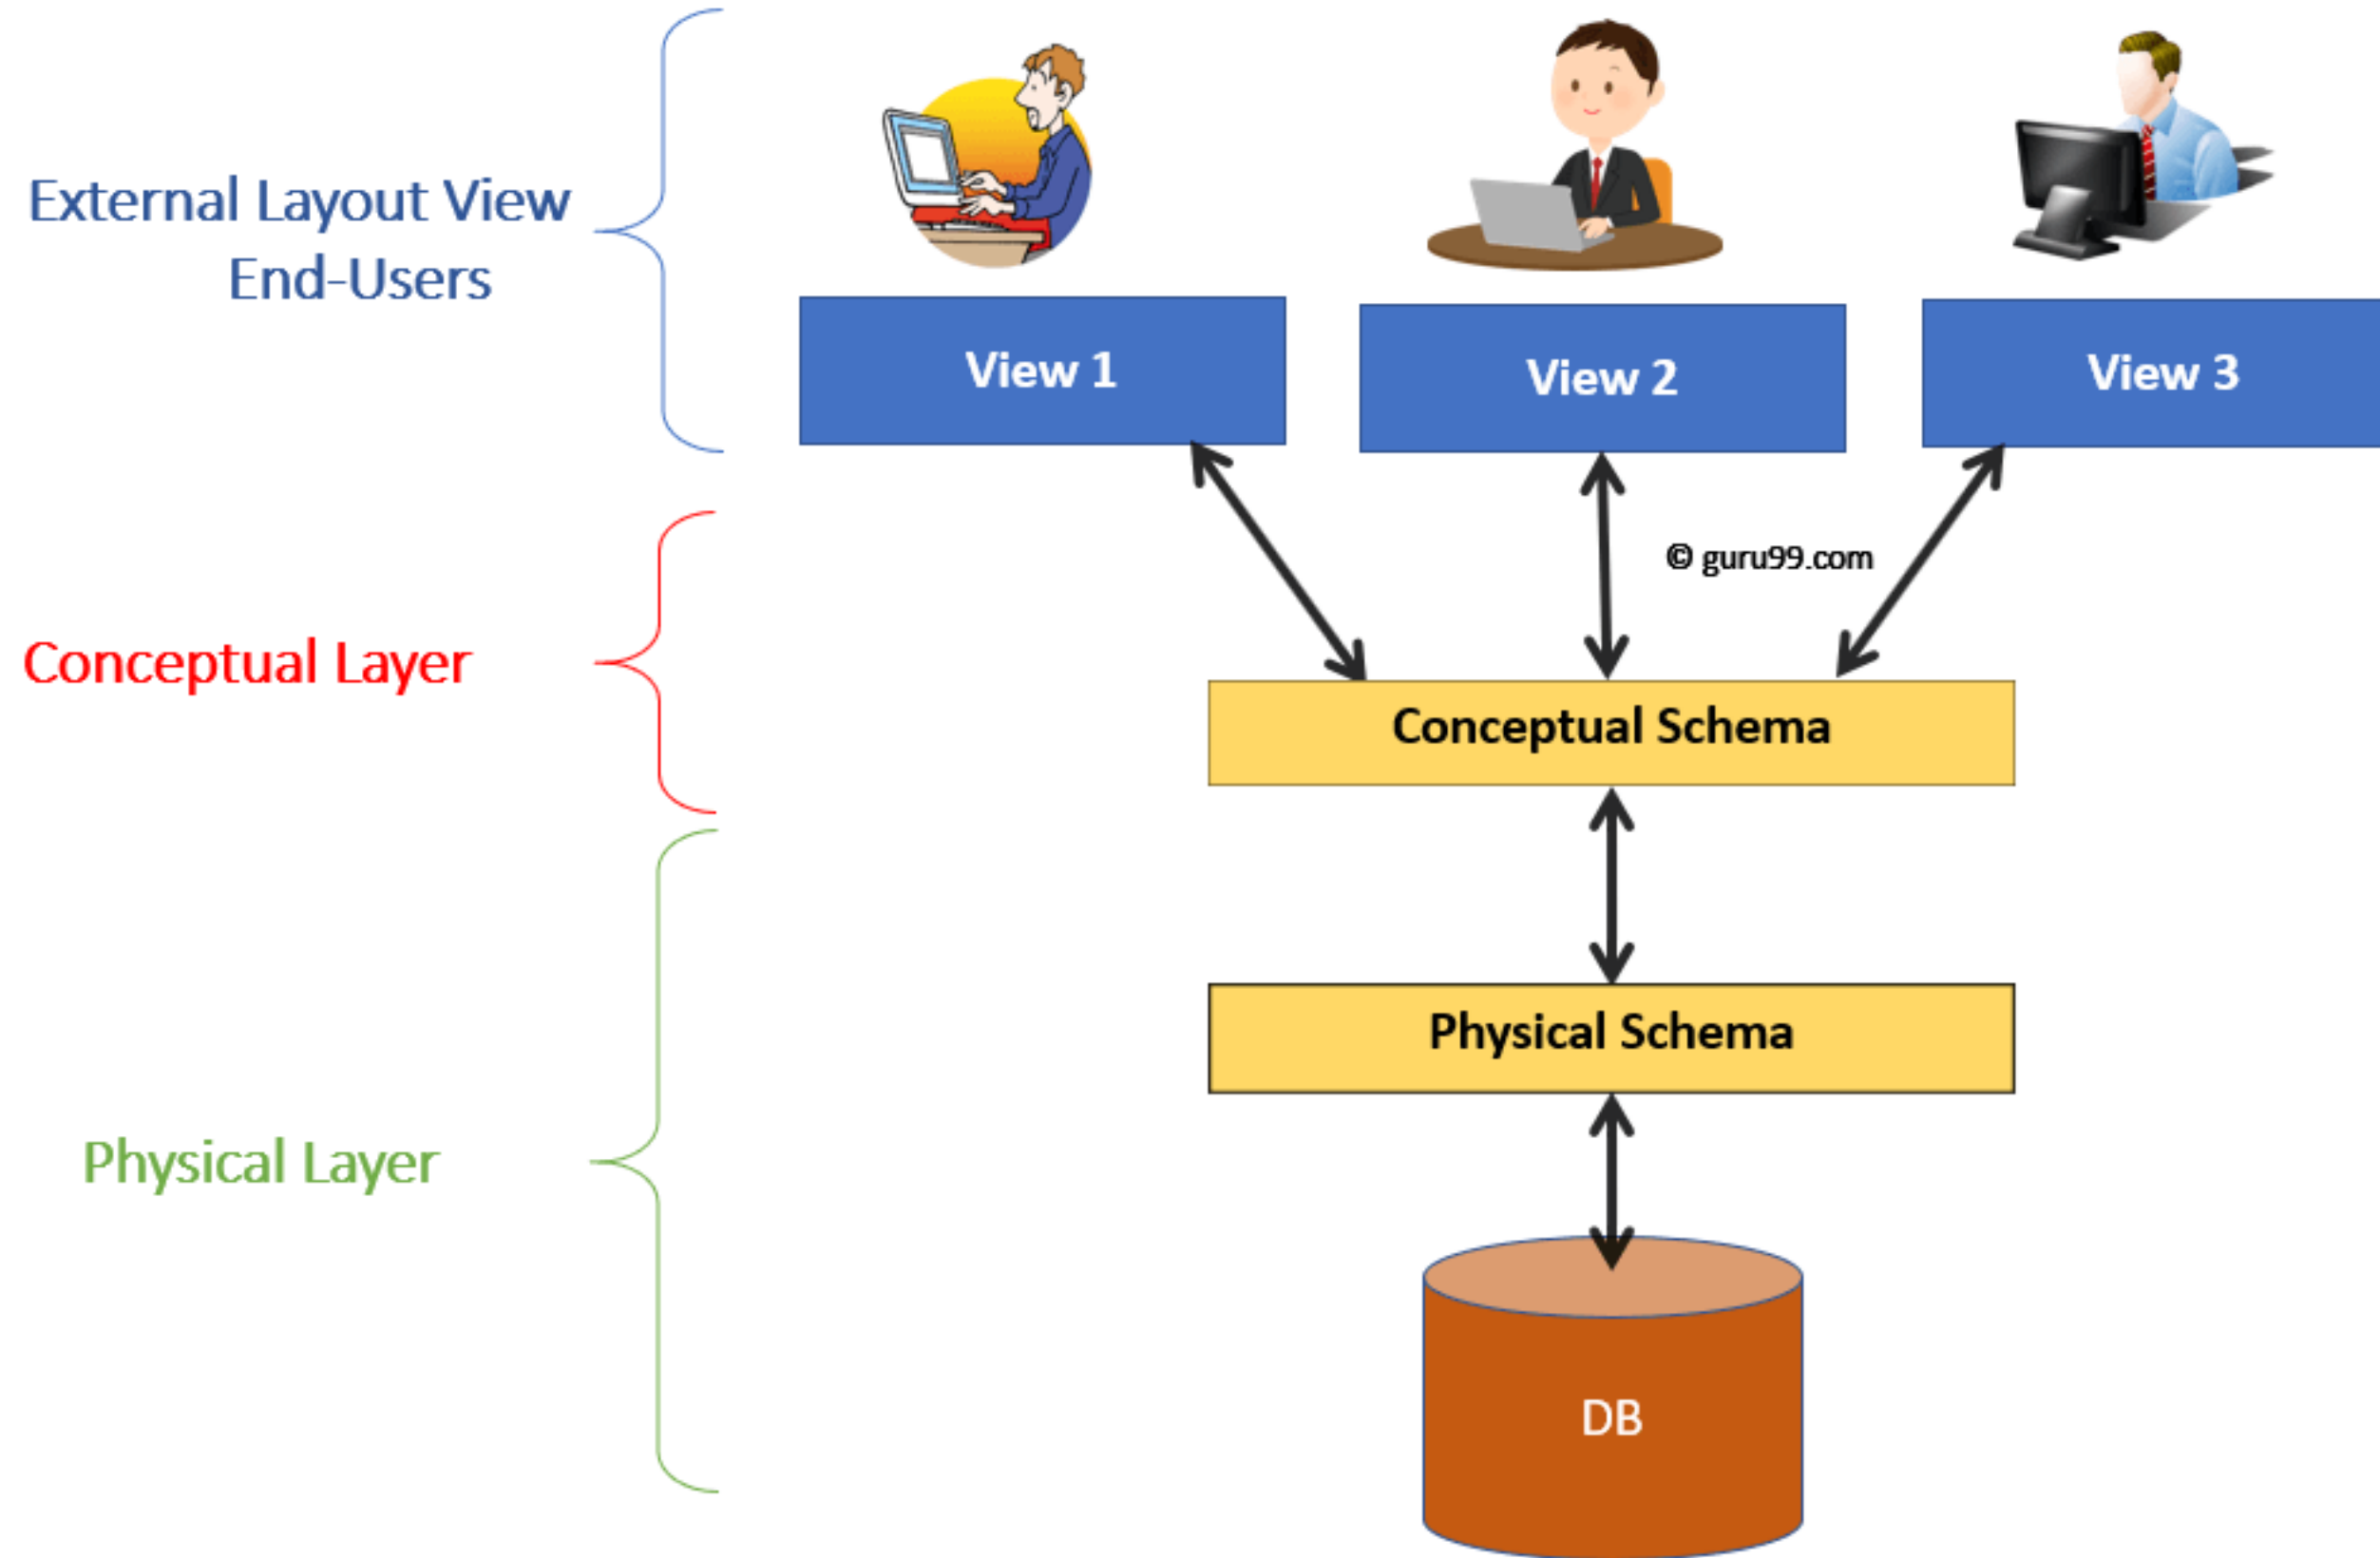 External Layout View
End-Users
View 1
View 2
View 3
© guru99.com
Conceptual Layer
Conceptual Schema
Physical Schema
Physical Layer
DB